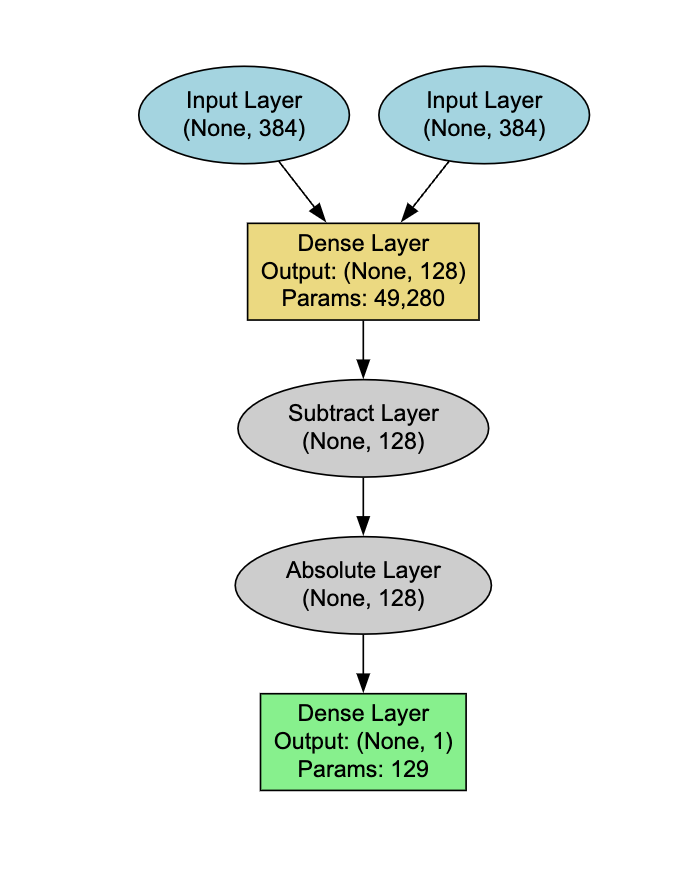 Input Layer
(None, 384)
Input Layer
(None, 384)
Dense Layer
Output: (None, 128)
Params: 49,280
Subtract Layer
(None, 128)
Absolute Layer
(None, 128)
Dense Layer
Output: (None, 1)
Params: 129